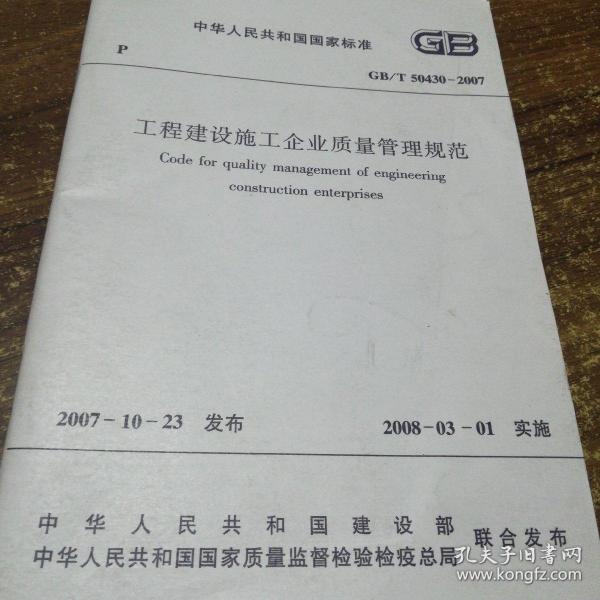 中华人民共和国国家标准
GB
P
GB/T 50430-2007
工程建设施工企业质量管理规范
Code for quality management of engineering
construction enterprises
2007-10-23 发布
2008-03-01 实施
中华人民共和国建设部
中华人民共和国国家质量监督检验检疫总局
联合发布
孔夫子旧书网
www.kongfz.com